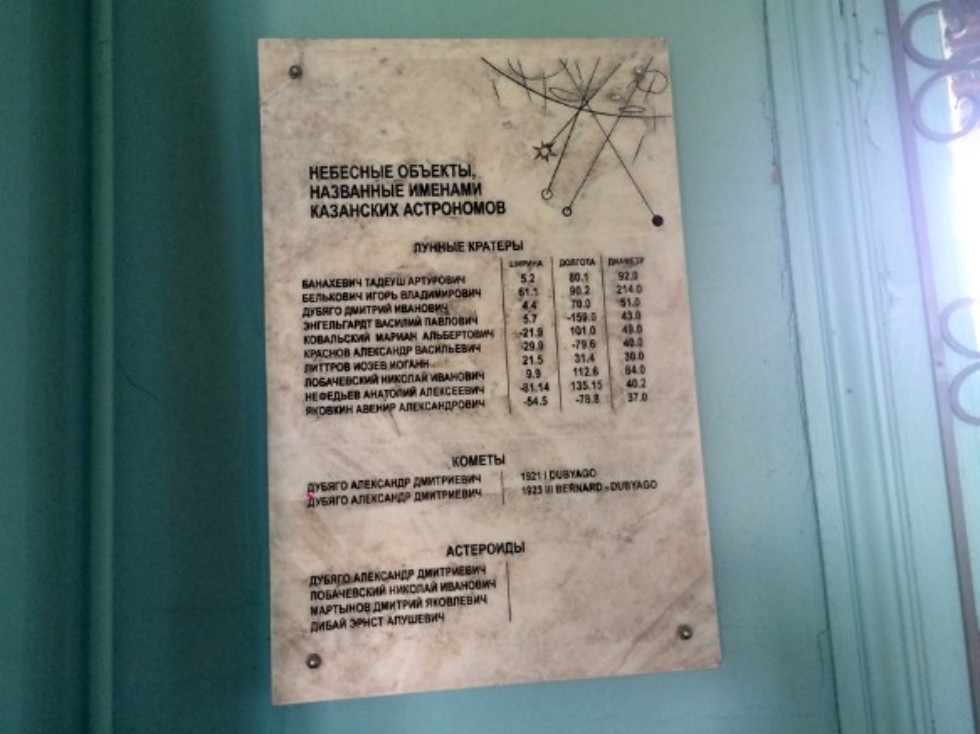 НЕБЕСНЫЕ ОБЪЕКТЫ,
НАЗВАННЫЕ ИМЕНАМИ
КАЗАНСКИХ АСТРОНОМОВ
ЛУННЫЕ КРАТЕРЫ
ШИРИНА ДОЛГОТА ДИАМЕТР
БАНАХЕВИЧ ТАДЕУШ АРТУРОВИЧ 5.2 80.1 92.0
БЕЛЬКОВИЧ ИГОРЬ ВЛАДИМИРОВИЧ 61.1 90.2 214.0
ДУБЯГО ДМИТРИЙ ИВАНОВИЧ 4.4 70.0 51.0
ЭНГЕЛЬГАРДТ ВАСИЛИЙ ПАВЛОВИЧ 5.7 -159.0 43.0
КОВАЛЬСКИЙ МАРИАН АЛЬБЕРТОВИЧ -21.9 101.0 49.0
КРАСНОВ АЛЕКСАНДР ВАСИЛЬЕВИЧ -29.9 -79.6 40.0
ЛИТТРОВ ИОЗЕВ ИОГАНН 21.5 31.4 30.0
ЛОБАЧЕВСКИЙ НИКОЛАЙ ИВАНОВИЧ 9.9 112.6 84.0
НЕФЕДЬЕВ АНАТОЛИЙ АЛЕКСЕЕВИЧ -81.14 135.15 40.2
ЯКОВКИН АВЕНИР АЛЕКСАНДРОВИЧ -54.5 -78.8 37.0
КОМЕТЫ
ДУБЯГО АЛЕКСАНДР ДМИТРИЕВИЧ 1921 I DUBYAGO
ДУБЯГО АЛЕКСАНДР ДМИТРИЕВИЧ 1923 III BERNARD - DUBYAGO
АСТЕРОИДЫ
ДУБЯГО АЛЕКСАНДР ДМИТРИЕВИЧ
ЛОБАЧЕВСКИЙ НИКОЛАЙ ИВАНОВИЧ
МАРТЫНОВ ДМИТРИЙ ЯКОВЛЕВИЧ
ДИБАЙ ЭРНСТ АПУШЕВИЧ